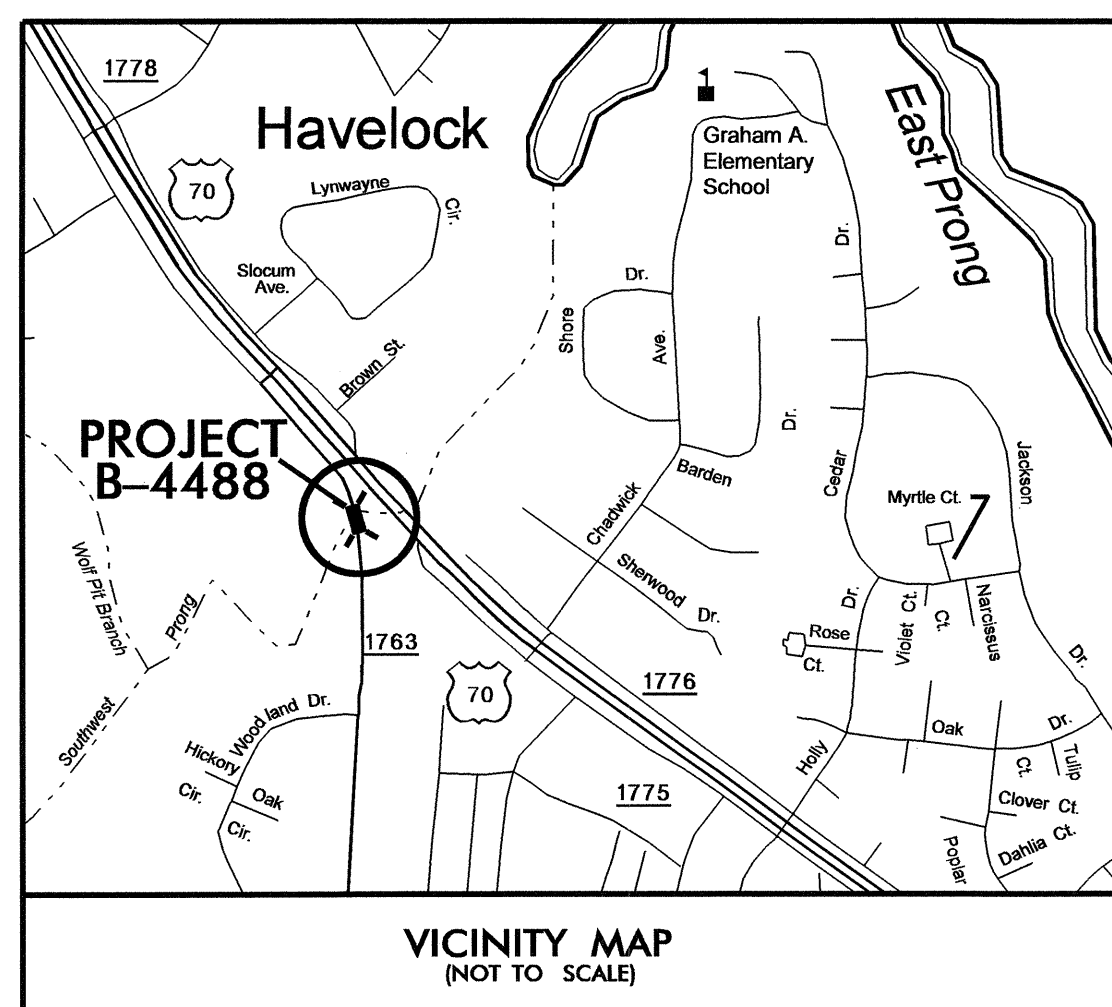 1778
Havelock
70
Lynwayne
Cir.
Slocum
Ave.
Brown St.
Graham A.
Elementary
School
East Prong
Dr.
Shore
Ave.
Dr.
Dr.
Cedar
Barden
Jackson
Dr.
Myrtle Ct.
PROJECT
B–4488
Chadwick
Sherwood Dr.
Wolf Pit Branch
Southwest Prong
1763
70
1776
1775
Dr.
Rose
Ct.
Violet Ct.
Narcissus
Ct.
Holly
Oak
Dr.
Tulip
Ct.
Clover Ct.
Dahlia Ct.
Poplar
Woodland Dr.
Hickory
Cir.
Oak
Cir.
VICINITY MAP
(NOT TO SCALE)